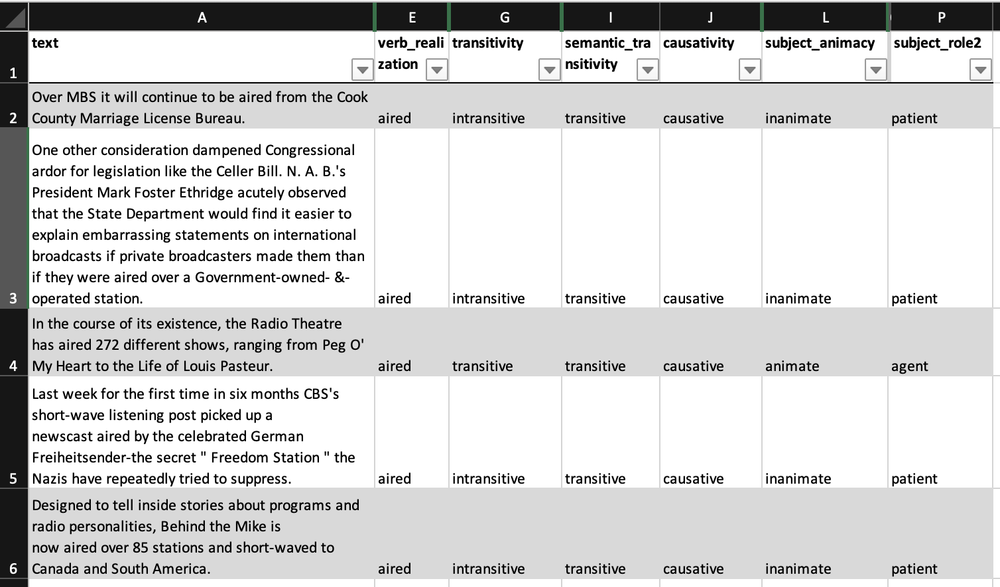 A E G I J L P
1 text verb_reali transitivity semantic_tra causativity subject_animacy subject_role2
zation nsitivity
Over MBS it will continue to be aired from the Cook
2 County Marriage License Bureau. aired intransitive transitive causative inanimate patient
One other consideration dampened Congressional
ardor for legislation like the Celler Bill. N. A. B.'s
President Mark Foster Ethridge acutely observed
that the State Department would find it easier to
explain embarrassing statements on international
broadcasts if private broadcasters made them than
if they were aired over a Government-owned- &-
3 operated station. aired intransitive transitive causative inanimate patient
In the course of its existence, the Radio Theatre
has aired 272 different shows, ranging from Peg O'
4 My Heart to the Life of Louis Pasteur. aired transitive transitive causative animate agent
Last week for the first time in six months CBS's
short-wave listening post picked up a
newscast aired by the celebrated German
Freiheitsender-the secret " Freedom Station " the
5 Nazis have repeatedly tried to suppress. aired intransitive transitive causative inanimate patient
Designed to tell inside stories about programs and
radio personalities, Behind the Mike is
now aired over 85 stations and short-waved to
6 Canada and South America. aired intransitive transitive causative inanimate patient